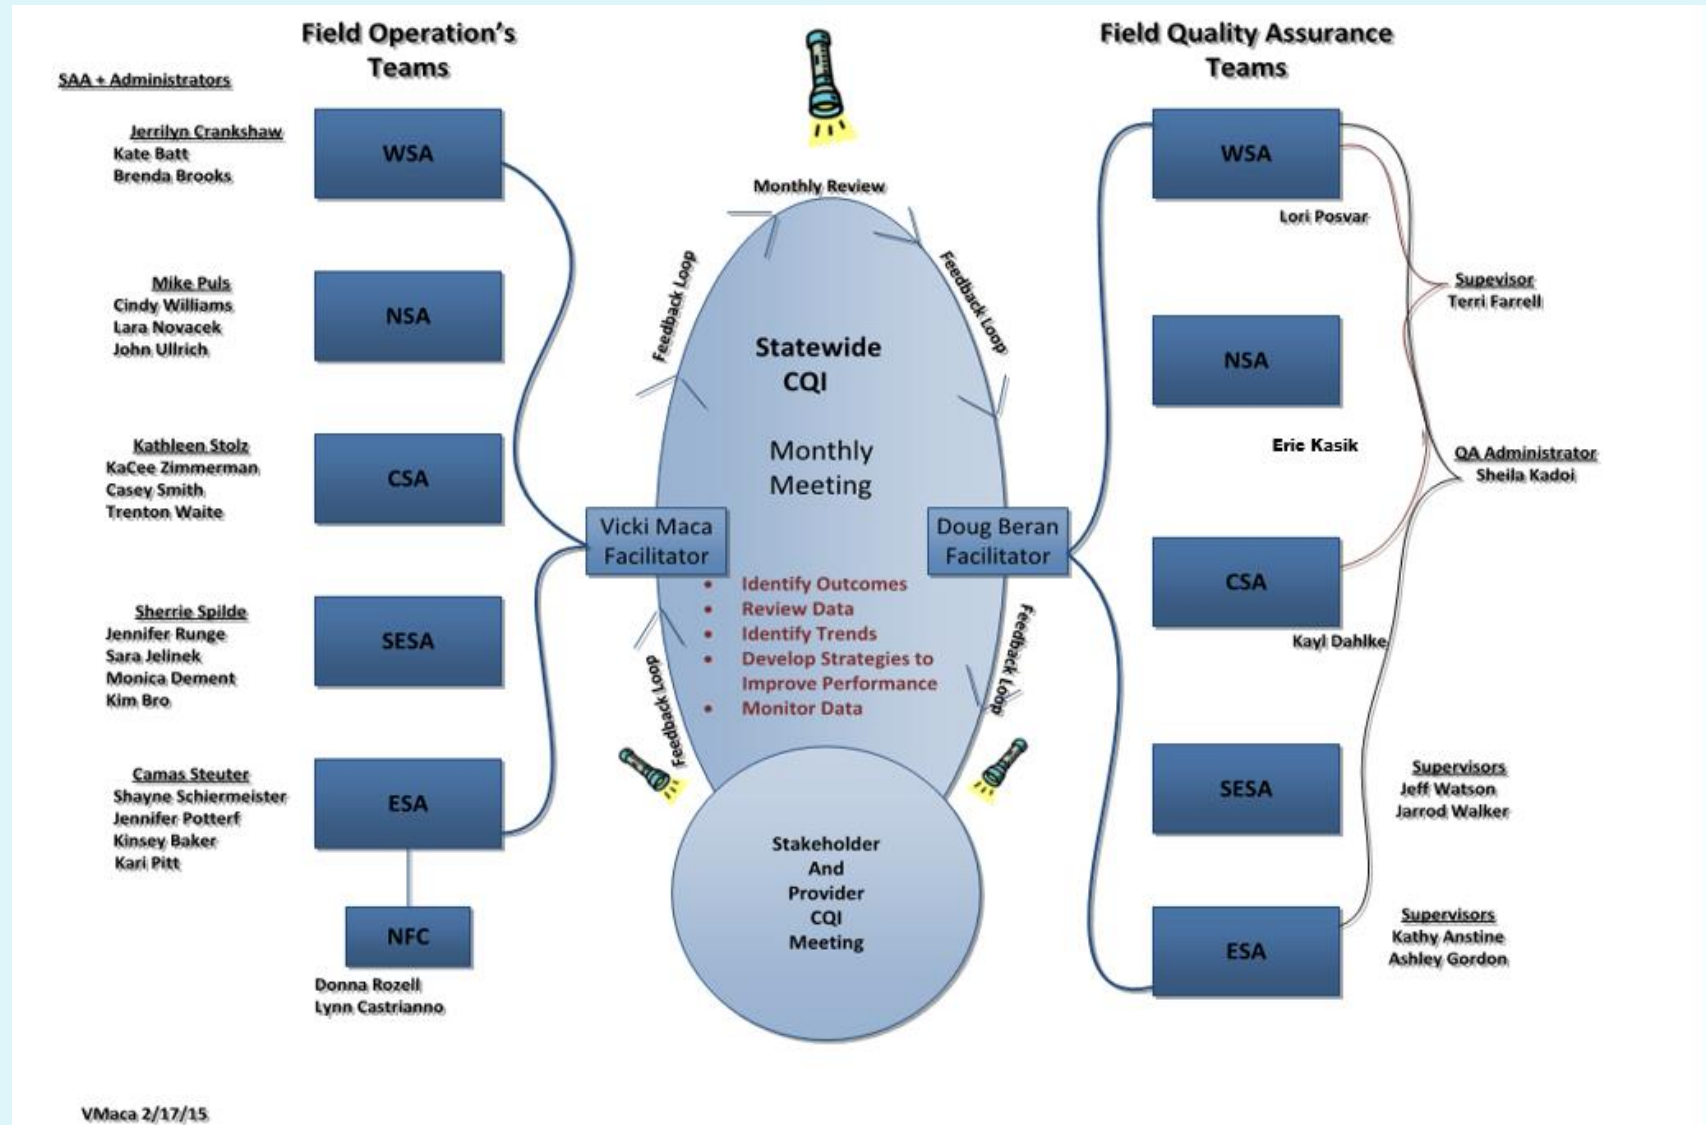 Field Operation's
Teams
SAA + Administrators
Jerrilyn Crankshaw
Kate Batt
Brenda Brooks
WSA
Mike Puls
Cindy Williams
Lara Novacek
John Ullrich
NSA
Kathleen Stolz
KaCee Zimmerman
Casey Smith
Trenton Waite
CSA
Sherrie Spilde
Jennifer Runge
Sara Jelinek
Monica Dement
Kim Bro
SESA
Camas Steuter
Shayne Schiermeister
Jennifer Potterf
Kinsey Baker
Kari Pitt
ESA
NFC
Donna Rozell
Lynn Castrianno
Monthly Review
Feedback Loop
Feedback Loop
Statewide
CQI
Monthly
Meeting
Vicki Maca
Facilitator
Doug Beran
Facilitator
• Identify Outcomes
• Review Data
• Identify Trends
• Develop Strategies to
Improve Performance
• Monitor Data
Feedback Loop
Feedback Loop
Stakeholder
And
Provider
CQI
Meeting
Field Quality Assurance
Teams
WSA
Lori Posvar
Supevisor
Terri Farrell
NSA
Eric Kasik
QA Administrator
Sheila Kadoi
CSA
Kayl Dahlke
SESA
Supervisors
Jeff Watson
Jarrod Walker
ESA
Supervisors
Kathy Anstine
Ashley Gordon
VMaca 2/17/15